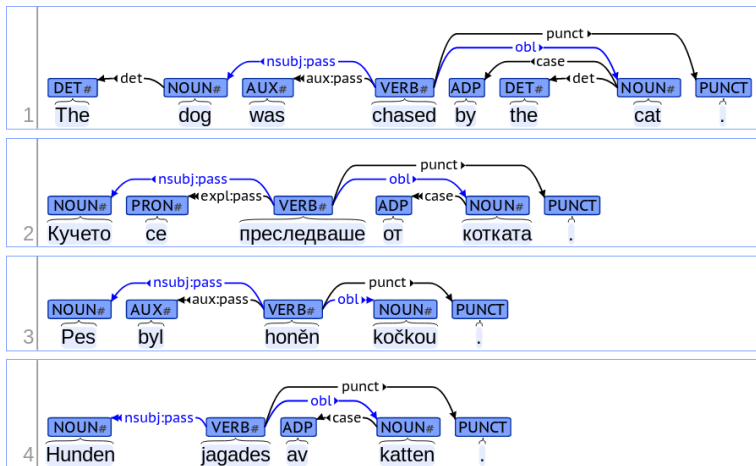 punct
obl
nsubj:pass case
det aux:pass det
DET# NOUN# AUX# VERB# ADP DET# NOUN# PUNCT
1 The dog was chased by the cat .
punct
nsubj:pass obl
expl:pass case
NOUN# PRON# VERB# ADP NOUN# PUNCT
2 Кучето се преследваше от котката .
nsubj:pass punct
aux:pass obl
NOUN# AUX# VERB# NOUN# PUNCT
3 Pes byl honěn kočkou .
punct
obl
nsubj:pass case
NOUN# VERB# ADP NOUN# PUNCT
4 Hunden jagades av katten .